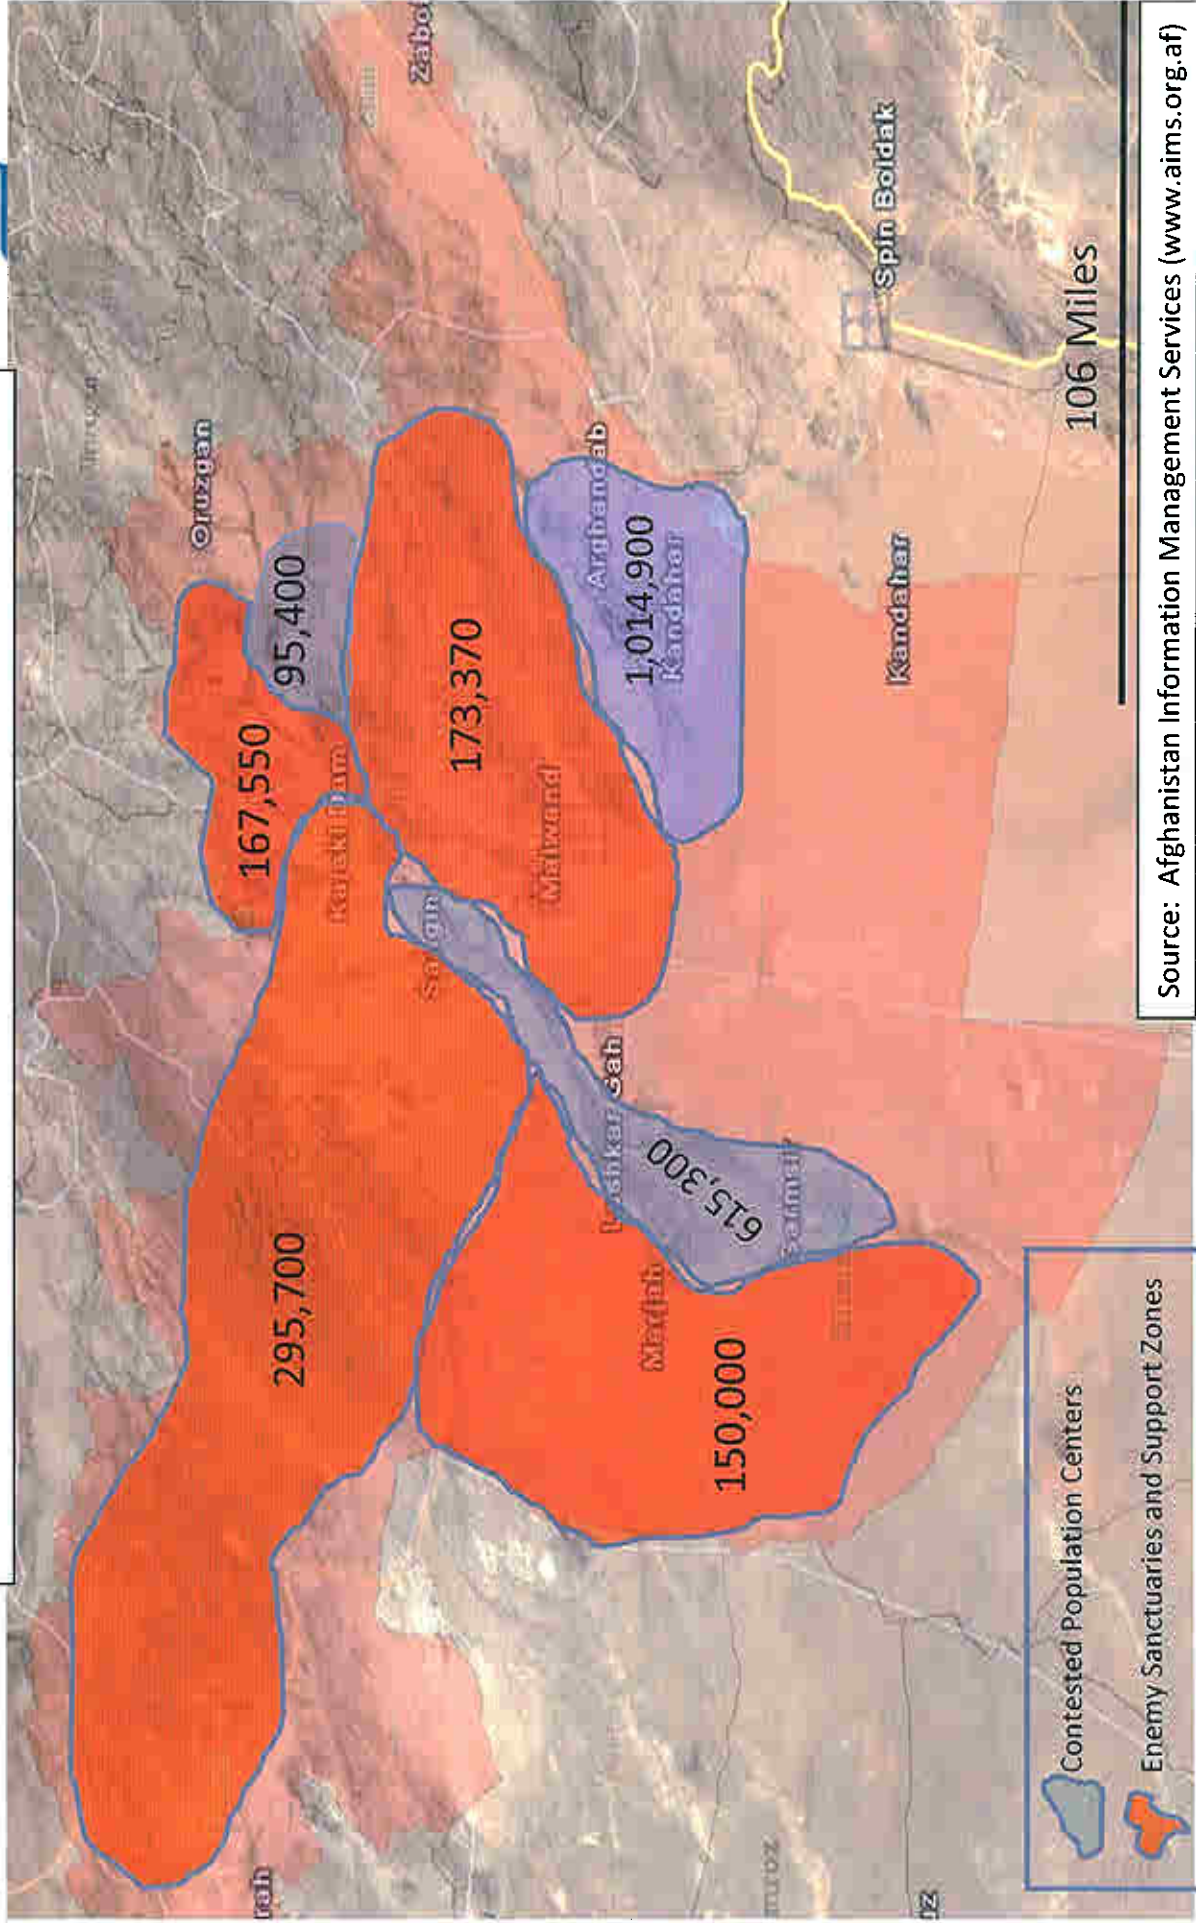 Zabo
Oruzgan
95,400
167,550
Kajaki Dam
173,370
Maiwand
Arghandab
1,014,900
Kandahar
Spin Boldak
Kandahar
106 Miles
295,700
Sangin
Lashkar Gah
615,300
Marjah
150,000
rah
Contested Population Centers
Enemy Sanctuaries and Support Zones
Source: Afghanistan Information Management Services (www.aims.org.af)